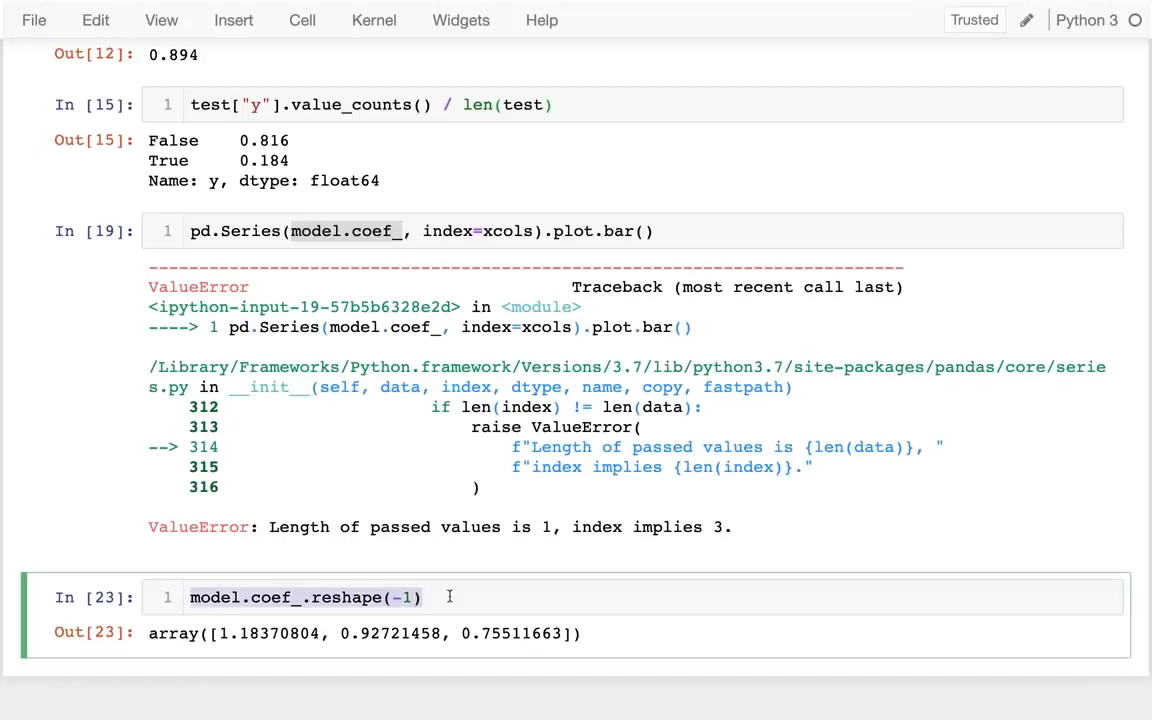 File Edit View Insert Cell Kernel Widgets Help Trusted Python 3
Out[12]: 0.894
In [15]: 1 test["y"].value_counts() / len(test)
Out[15]: False 0.816
True 0.184
Name: y, dtype: float64
In [19]: 1 pd.Series(model.coef_, index=xcols).plot.bar()
---------------------------------------------------------------------------
ValueError Traceback (most recent call last)
<ipython-input-19-57b5b6328e2d> in <module>
----> 1 pd.Series(model.coef_, index=xcols).plot.bar()
/Library/Frameworks/Python.framework/Versions/3.7/lib/python3.7/site-packages/pandas/core/serie
s.py in __init__(self, data, index, dtype, name, copy, fastpath)
312 if len(index) != len(data):
313 raise ValueError(
--> 314 f"Length of passed values is {len(data)}, "
315 f"index implies {len(index)}."
316 )
ValueError: Length of passed values is 1, index implies 3.
In [23]: 1 model.coef_.reshape(-1)
Out[23]: array([1.18370804, 0.92721458, 0.75511663])